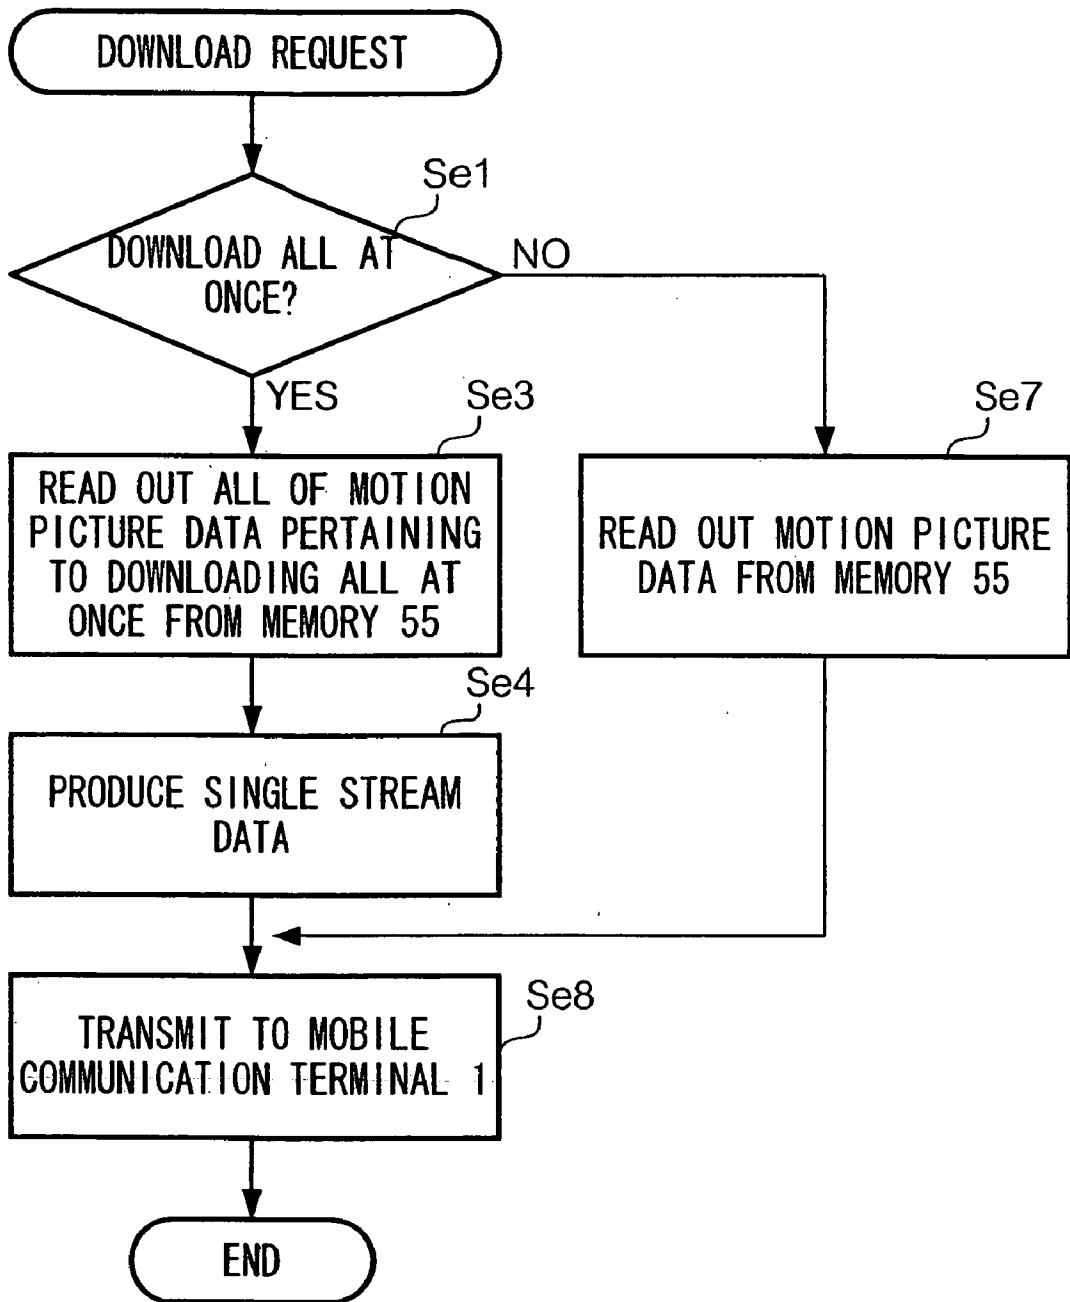 DOWNLOAD REQUEST
Se1
DOWNLOAD ALL AT
ONCE?
NO
YES
Se3
READ OUT ALL OF MOTION
PICTURE DATA PERTAINING
TO DOWNLOADING ALL AT
ONCE FROM MEMORY 55
Se7
READ OUT MOTION PICTURE
DATA FROM MEMORY 55
Se4
PRODUCE SINGLE STREAM
DATA
Se8
TRANSMIT TO MOBILE
COMMUNICATION TERMINAL 1
END